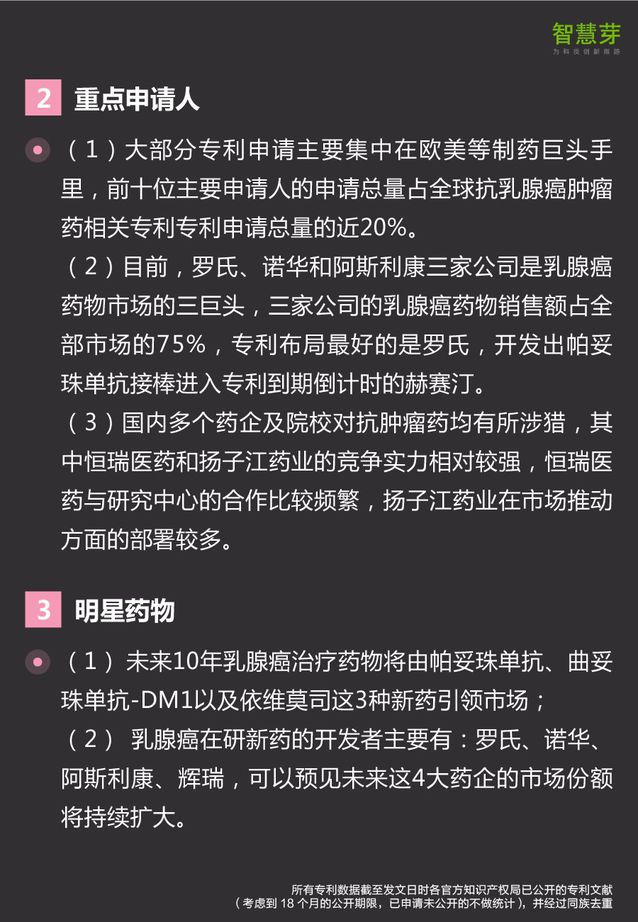 智慧芽
为科技创新指路
2 重点申请人
（1）大部分专利申请主要集中在欧美等制药巨头手
里，前十位主要申请人的申请总量占全球抗乳腺癌肿瘤
药相关专利专利申请总量的近20%。
（2）目前，罗氏、诺华和阿斯利康三家公司是乳腺癌
药物市场的三巨头，三家公司的乳腺癌药物销售额占全
部市场的75%，专利布局最好的是罗氏，开发出帕妥
珠单抗接棒进入专利到期倒计时的赫赛汀。
（3）国内多个药企及院校对抗肿瘤药均有所涉猎，其
中恒瑞医药和扬子江药业的竞争实力相对较强，恒瑞医
药与研究中心的合作比较频繁，扬子江药业在市场推动
方面的部署较多。
3 明星药物
（1） 未来10年乳腺癌治疗药物将由帕妥珠单抗、曲妥
珠单抗-DM1以及依维莫司这3种新药引领市场；
（2） 乳腺癌在研新药的开发者主要有：罗氏、诺华、
阿斯利康、辉瑞，可以预见未来这4大药企的市场份额
将持续扩大。
所有专利数据截至发文日时各官方知识产权局已公开的专利文献
（考虑到 18 个月的公开期限，已申请未公开的不做统计），并经过同族去重